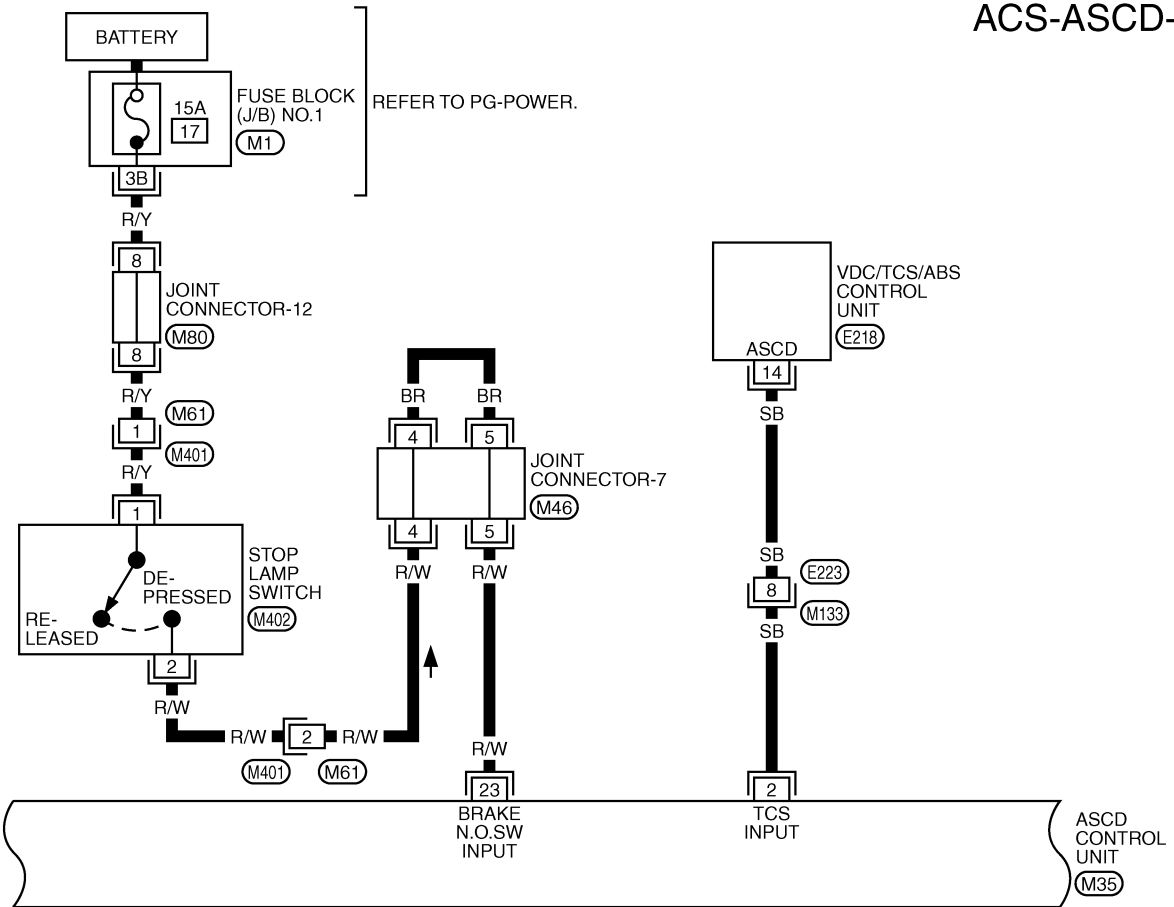 ACS-ASCD-
BATTERY
15A
17
FUSE BLOCK
(J/B) NO.1
M1
REFER TO PG-POWER.
3B
R/Y
8
JOINT
CONNECTOR-12
M80
8
R/Y
M61
1
M401
R/Y
1
STOP
LAMP
SWITCH
M402
DE-
PRESSED
RE-
LEASED
2
R/W
R/W
2
R/W
M401
M61
BR
BR
4
5
JOINT
CONNECTOR-7
M46
4
5
R/W
R/W
R/W
23
BRAKE
N.O.SW
INPUT
VDC/TCS/ABS
CONTROL
UNIT
E218
ASCD
14
SB
SB
E223
8
M133
SB
2
TCS
INPUT
ASCD
CONTROL
UNIT
M35